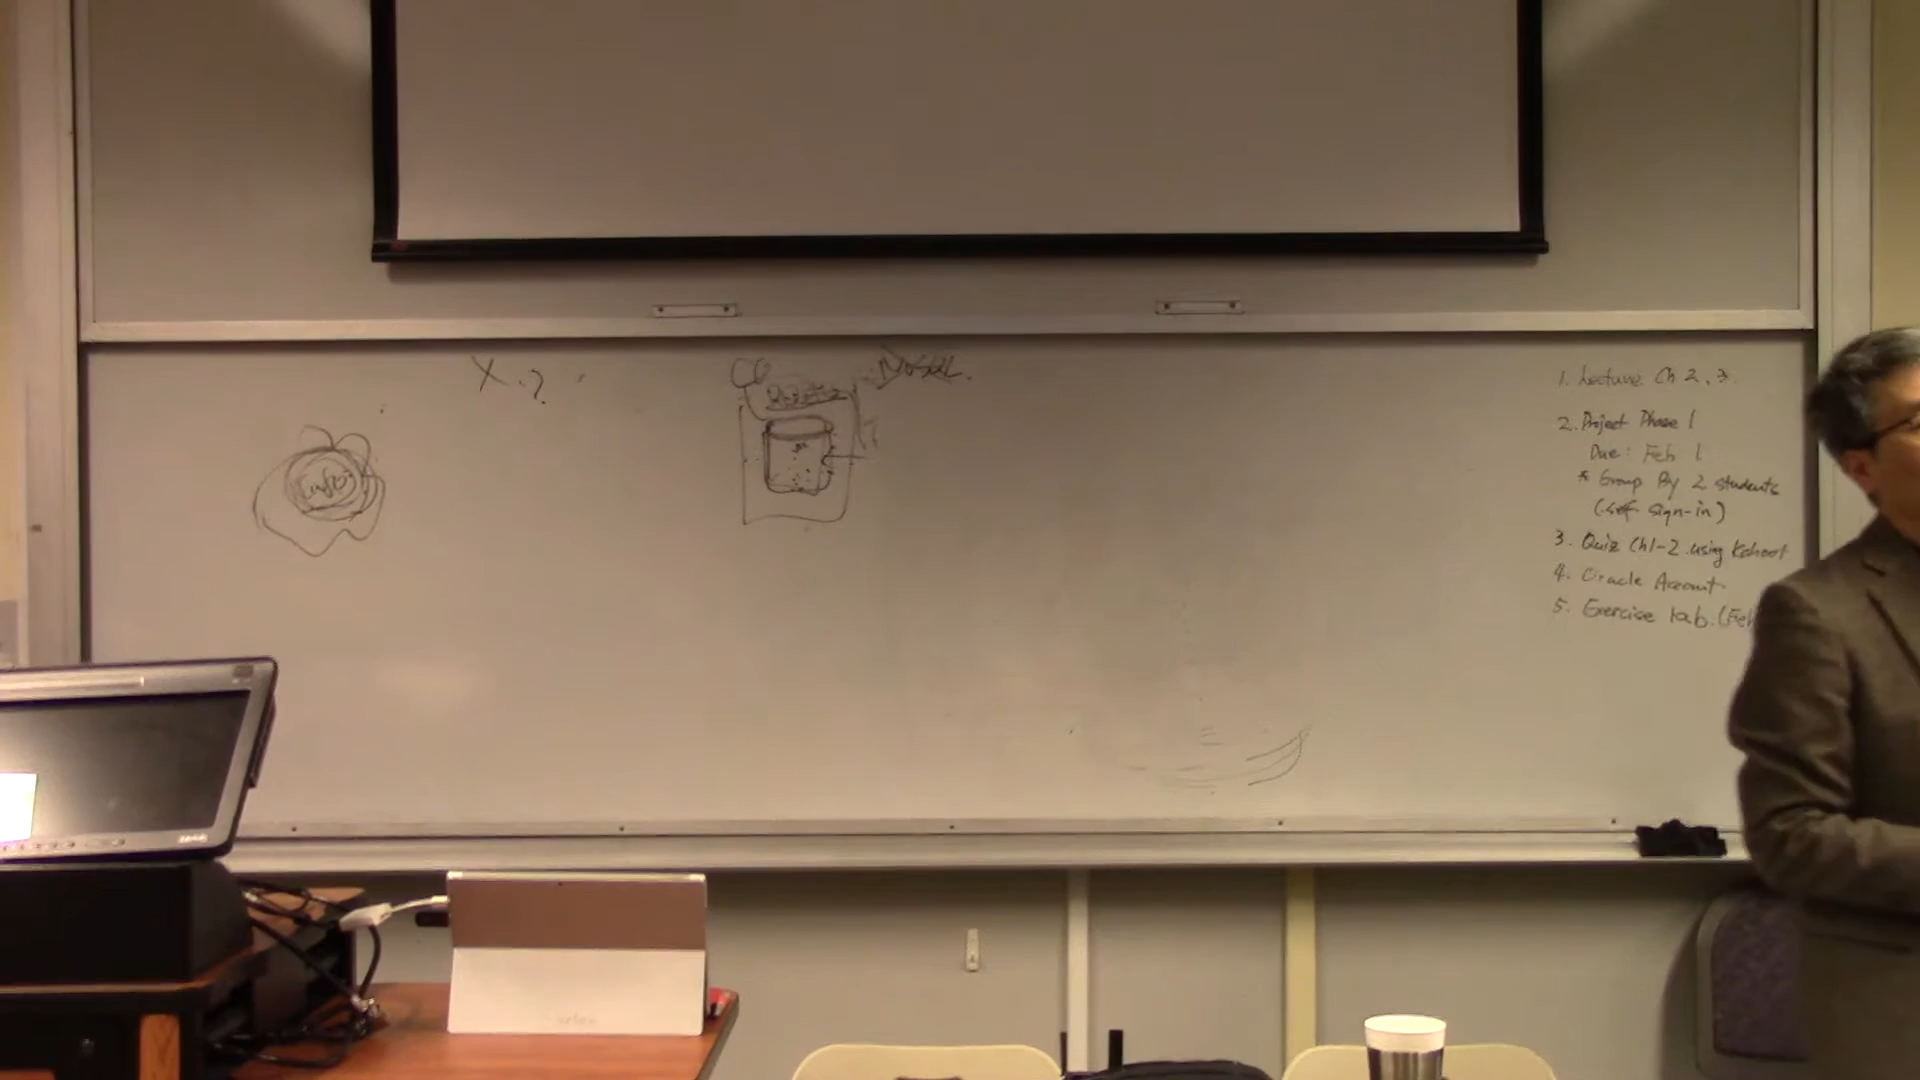 X.?
NoSQL.
Info
1. Lecture Ch 2, 3.
2. Project Phase 1
Due: Feb 1
* Group By 2 students
(self sign-in)
3. Quiz Ch1-2 using Kahoot
4. Oracle Account
5. Exercise lab. (Feb